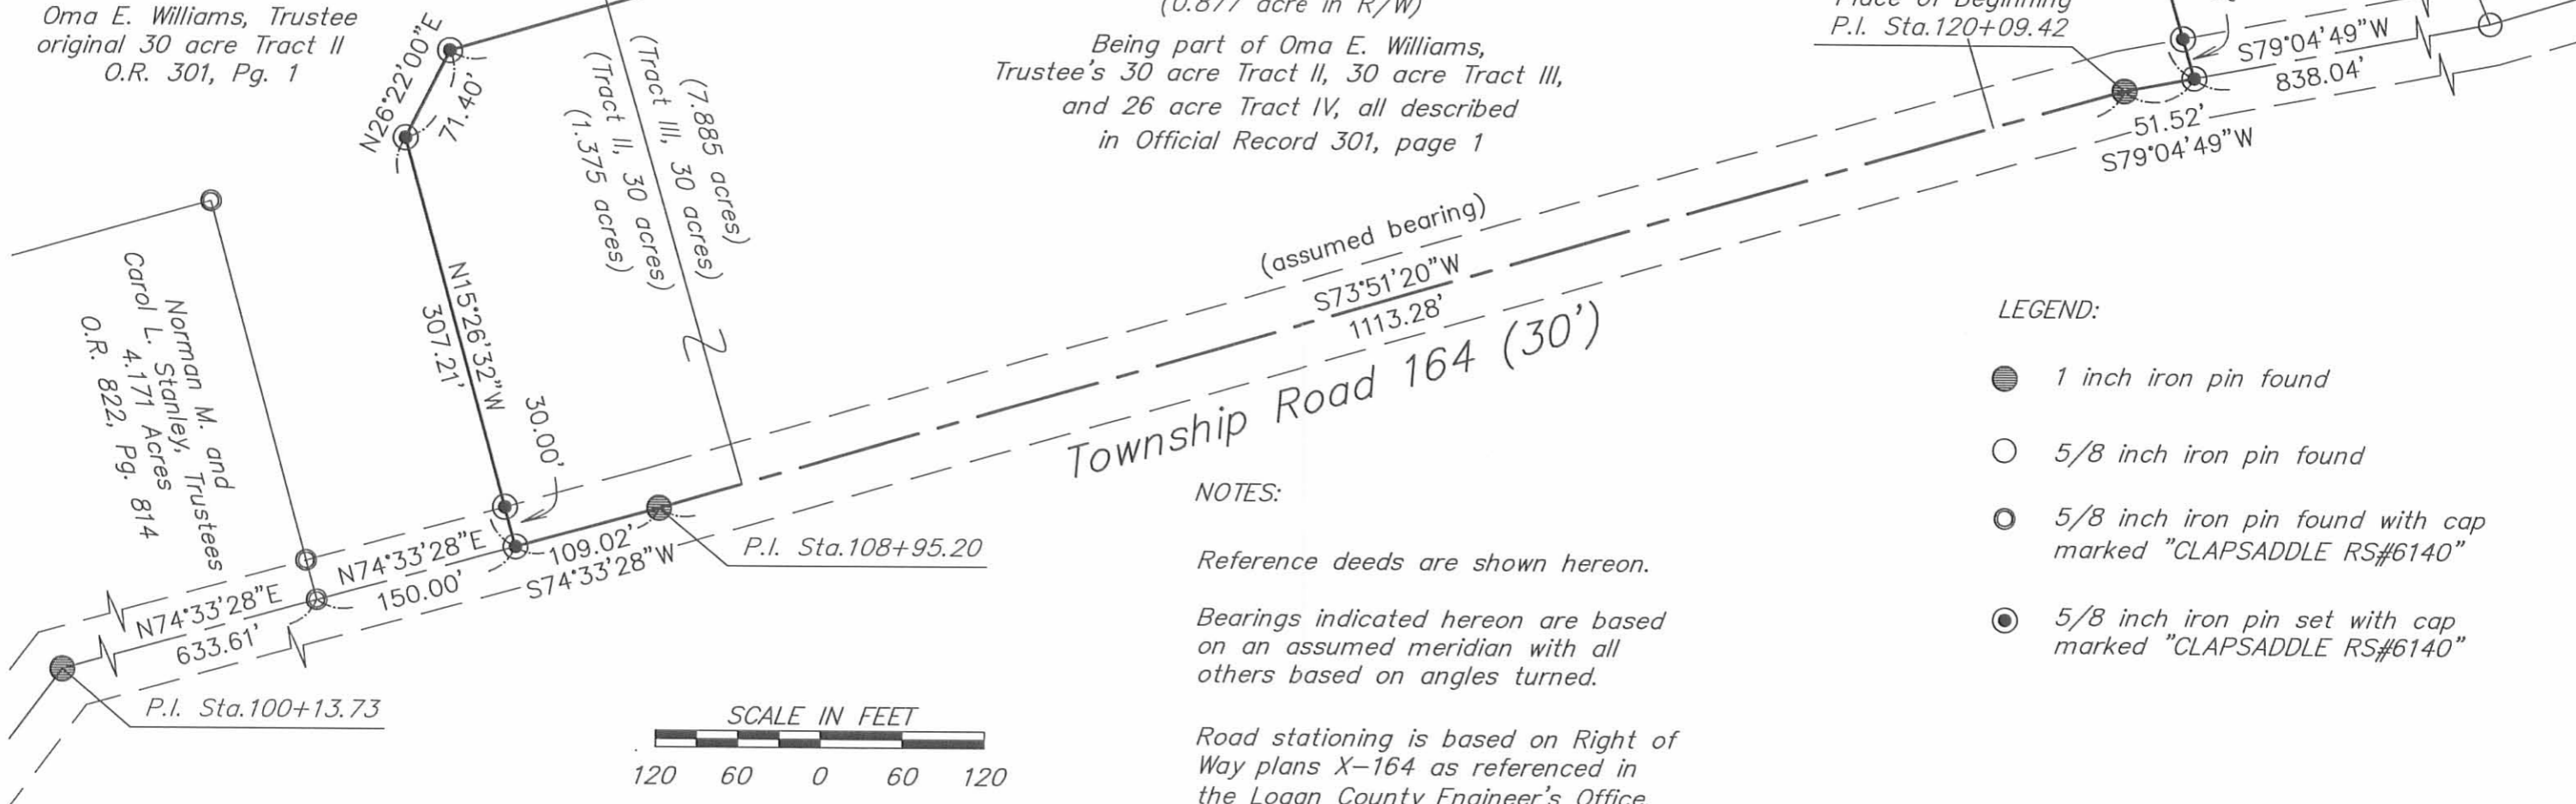 Oma E. Williams, Trustee
original 30 acre Tract II
O.R. 301, Pg. 1
N26°22'00"E
71.40'
(7.885 acres)
(Tract III, 30 acres)
(Tract II, 30 acres)
(1.375 acres)
(0.877 acre in R/W)
Being part of Oma E. Williams,
Trustee's 30 acre Tract II, 30 acre Tract III,
and 26 acre Tract IV, all described
in Official Record 301, page 1
Place of Beginning
P.I. Sta.120+09.42
S79°04'49"W
838.04'
51.52'
S79°04'49"W
(assumed bearing)
S73°51'20"W
1113.28'
Township Road 164 (30')
Norman M. and
Carol L. Stanley, Trustees
4.171 Acres
O.R. 822, Pg. 814
N15°26'32"W
307.21'
30.00'
109.02'
S74°33'28"W
P.I. Sta.108+95.20
N74°33'28"E
150.00'
N74°33'28"E
633.61'
P.I. Sta.100+13.73
SCALE IN FEET
120 60 0 60 120
NOTES:
Reference deeds are shown hereon.
Bearings indicated hereon are based
on an assumed meridian with all
others based on angles turned.
Road stationing is based on Right of
Way plans X-164 as referenced in
the Logan County Engineer's Office
LEGEND:
1 inch iron pin found
5/8 inch iron pin found
5/8 inch iron pin found with cap
marked "CLAPSADDLE RS#6140"
5/8 inch iron pin set with cap
marked "CLAPSADDLE RS#6140"